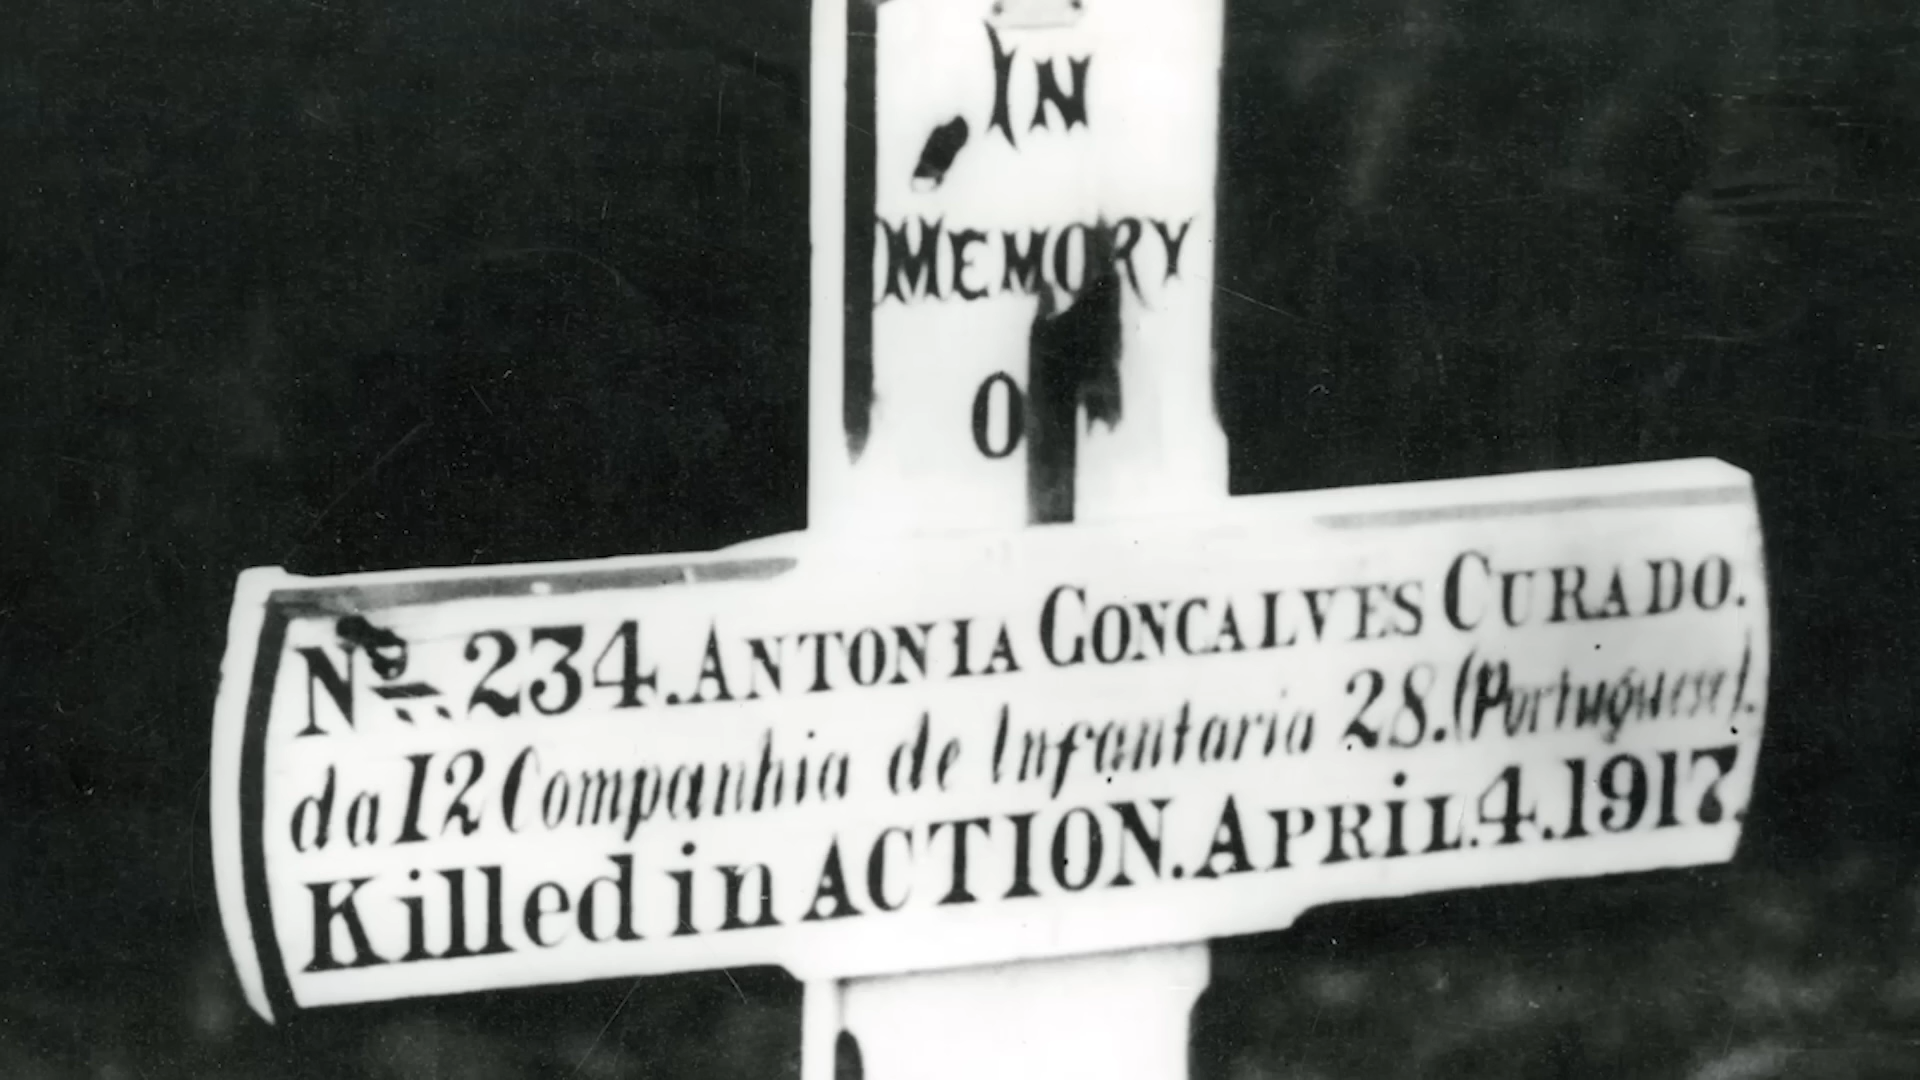 IN
MEMORY
O
No. 234. ANTONIA GONCALVES CURADO.
da 12 Companhia de Infantaria 28. (Portuguese).
Killed in ACTION. APRIL. 4. 1917.